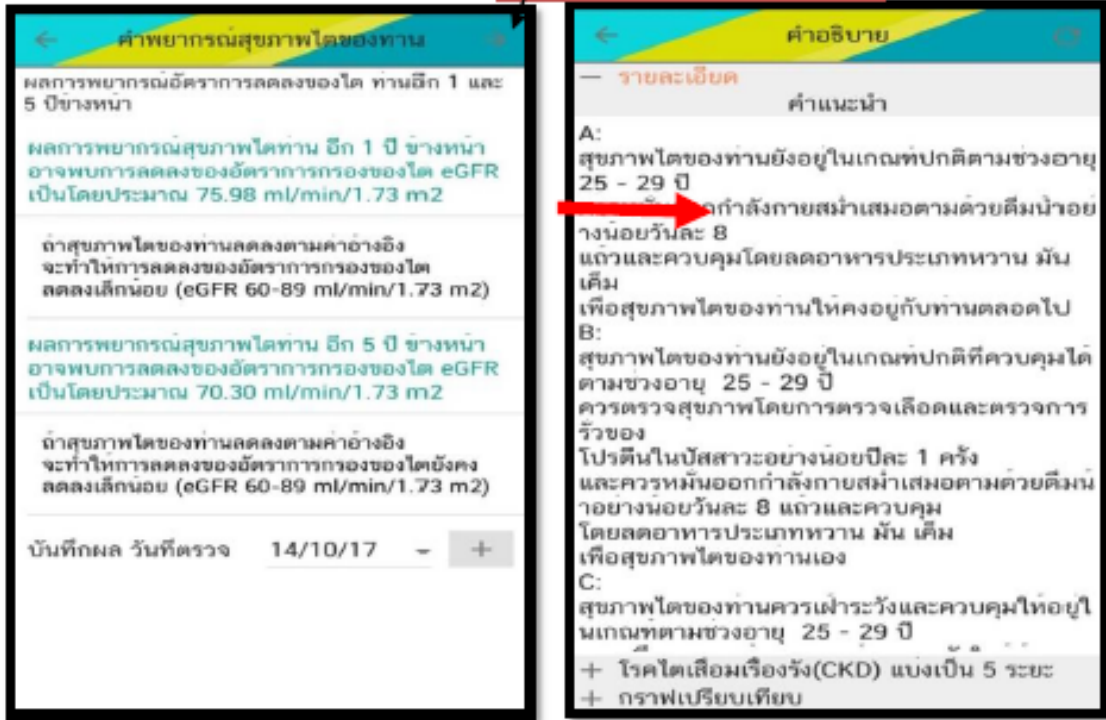 คำพยากรณ์สุขภาพไตของท่าน
ผลการพยากรณ์อัตราการลดลงของไต ท่านอีก 1 และ
5 ปีข้างหน้า
ผลการพยากรณ์สุขภาพไตท่าน อีก 1 ปี ข้างหน้า
อาจพบการลดลงของอัตราการกรองของไต eGFR
เป็นโดยประมาณ 75.98 ml/min/1.73 m2
ถ้าสุขภาพไตของท่านลดลงตามค่าอ้างอิง
จะทำให้การลดลงของอัตราการกรองของไต
ลดลงเล็กน้อย (eGFR 60-89 ml/min/1.73 m2)
ผลการพยากรณ์สุขภาพไตท่าน อีก 5 ปี ข้างหน้า
อาจพบการลดลงของอัตราการกรองของไต eGFR
เป็นโดยประมาณ 70.30 ml/min/1.73 m2
ถ้าสุขภาพไตของท่านลดลงตามค่าอ้างอิง
จะทำให้การลดลงของอัตราการกรองของไตยังคง
ลดลงเล็กน้อย (eGFR 60-89 ml/min/1.73 m2)
บันทึกผล วันที่ตรวจ 14/10/17 +
คำอธิบาย
— รายละเอียด
คำแนะนำ
A:
สุขภาพไตของท่านยังอยู่ในเกณฑ์ปกติตามช่วงอายุ
25 - 29 ปี
กกำลังกายสม่ำเสมอตามด้วยดื่มน้ำอย่
างน้อยวันละ 8
แก้วและควบคุมโดยลดอาหารประเภทหวาน มัน
เค็ม
เพื่อสุขภาพไตของท่านให้คงอยู่กับท่านตลอดไป
B:
สุขภาพไตของท่านยังอยู่ในเกณฑ์ปกติที่ควบคุมได้
ตามช่วงอายุ 25 - 29 ปี
ควรตรวจสุขภาพโดยการตรวจเลือดและตรวจการ
รั่วของ
โปรตีนในปัสสาวะอย่างน้อยปีละ 1 ครั้ง
และควรหมั่นออกกำลังกายสม่ำเสมอตามด้วยดื่มน้
ำอย่างน้อยวันละ 8 แก้วและควบคุม
โดยลดอาหารประเภทหวาน มัน เค็ม
เพื่อสุขภาพไตของท่านเอง
C:
สุขภาพไตของท่านควรเฝ้าระวังและควบคุมให้อยู่ใ
นเกณฑ์ตามช่วงอายุ 25 - 29 ปี
+ โรคไตเสื่อมเรื้อรัง(CKD) แบ่งเป็น 5 ระยะ
+ กราฟเปรียบเทียบ